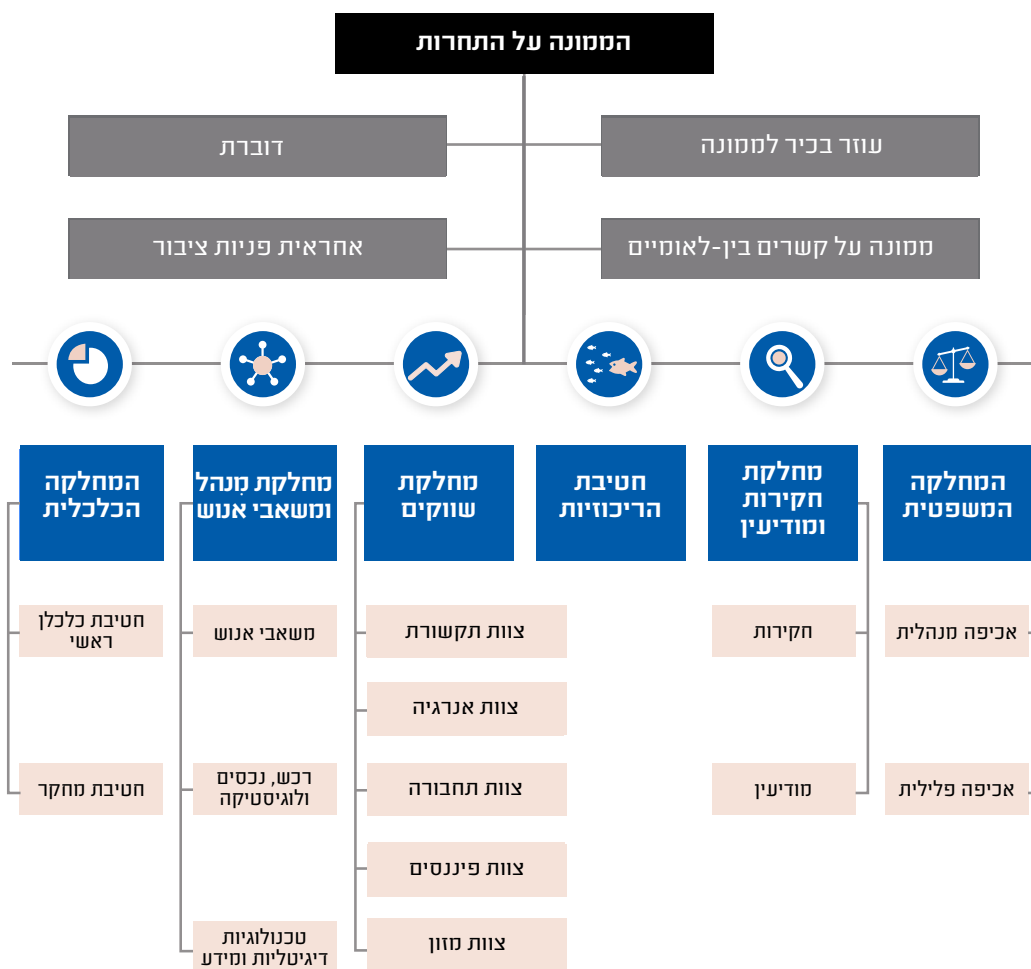 הממונה על התחרות
עוזר בכיר לממונה
דוברת
ממונה על קשרים בין-לאומיים
אחראית פניות ציבור
המחלקה
המשפטית
מחלקת
חקירות
ומודיעין
חטיבת
הריכוזיות
מחלקת
שווקים
מחלקת מִנהל
ומשאבי אנוש
המחלקה
הכלכלית
אכיפה מנהלית
חקירות
צוות תקשורת
משאבי אנוש
חטיבת כלכלן
ראשי
צוות אנרגיה
אכיפה פלילית
מודיעין
צוות תחבורה
רכש, נכסים
ולוגיסטיקה
חטיבת מחקר
צוות פיננסים
צוות מזון
טכנולוגיות
דיגיטליות ומידע